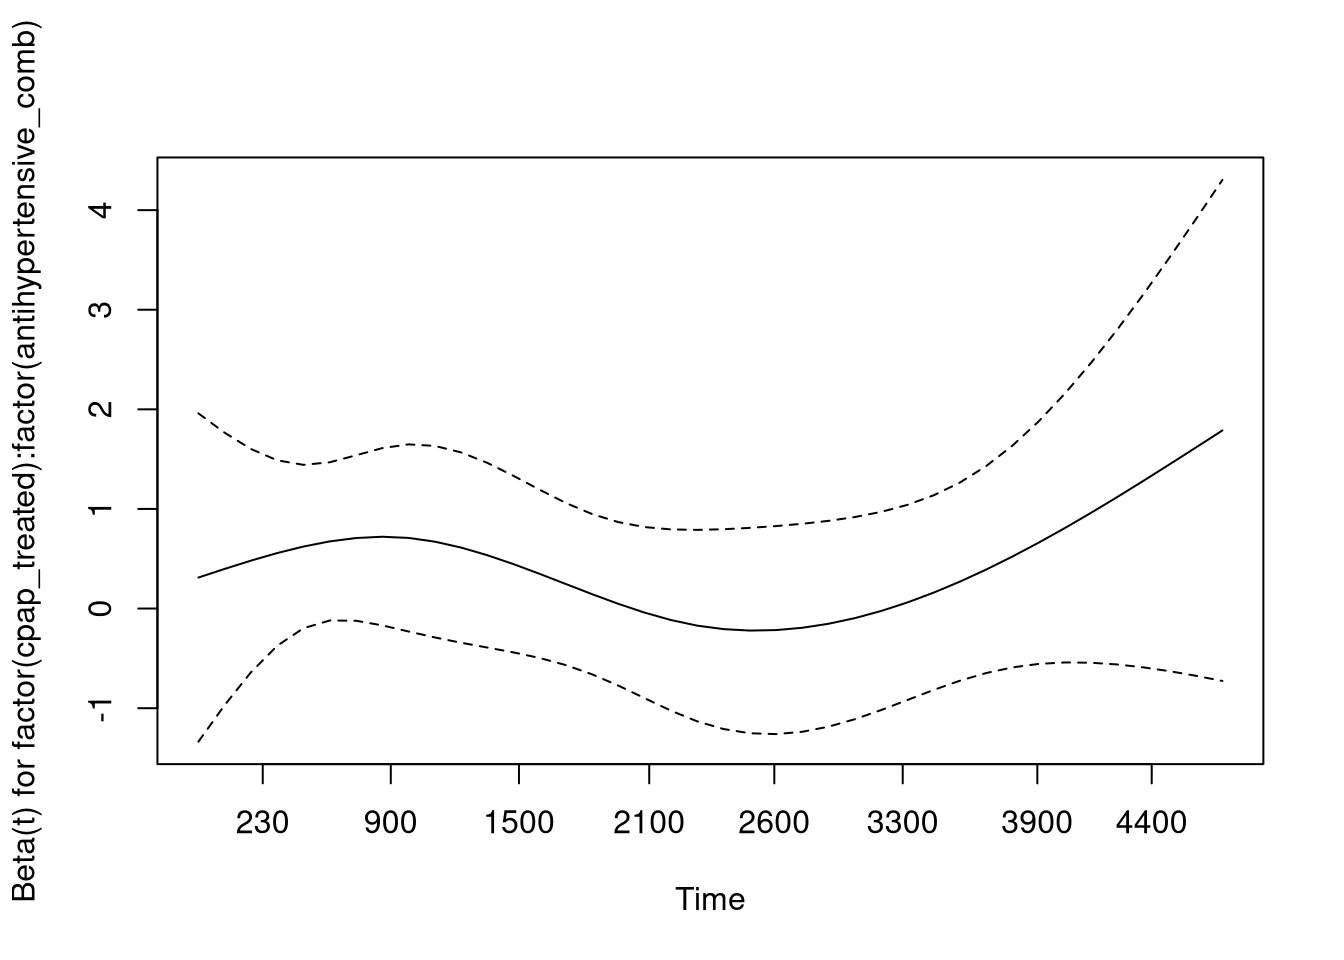 Beta(t) for factor(cpap_treated):factor(antihypertensive_comb)
4
3
2
1
0
-1
230 900 1500 2100 2600 3300 3900 4400
Time